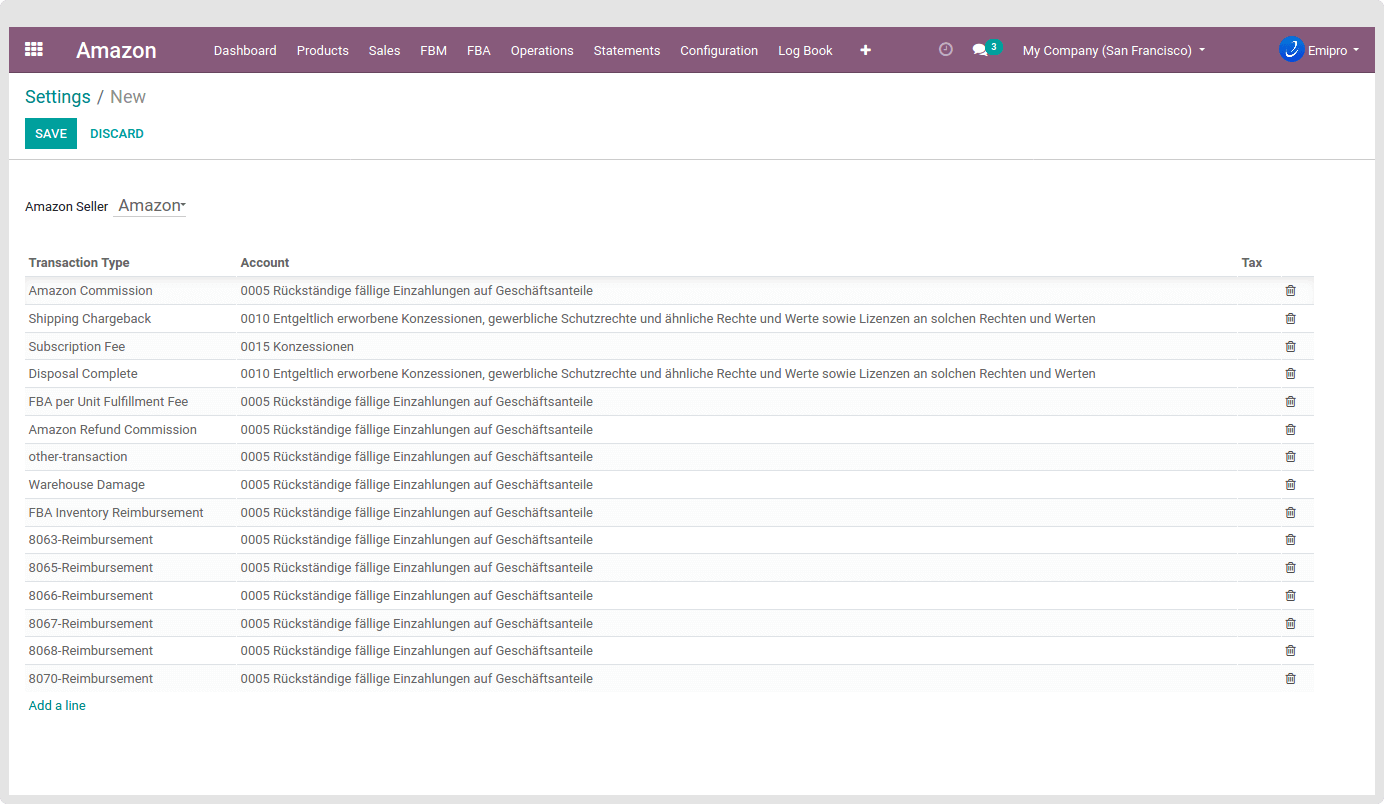 Amazon Dashboard Products Sales FBM FBA Operations Statements Configuration Log Book 3 My Company (San Francisco) Emipro
Settings / New
SAVE DISCARD
Amazon Seller Amazon
Transaction Type Account Tax
Amazon Commission 0005 Rückständige fällige Einzahlungen auf Geschäftsanteile
Shipping Chargeback 0010 Entgeltlich erworbene Konzessionen, gewerbliche Schutzrechte und ähnliche Rechte und Werte sowie Lizenzen an solchen Rechten und Werten
Subscription Fee 0015 Konzessionen
Disposal Complete 0010 Entgeltlich erworbene Konzessionen, gewerbliche Schutzrechte und ähnliche Rechte und Werte sowie Lizenzen an solchen Rechten und Werten
FBA per Unit Fulfillment Fee 0005 Rückständige fällige Einzahlungen auf Geschäftsanteile
Amazon Refund Commission 0005 Rückständige fällige Einzahlungen auf Geschäftsanteile
other-transaction 0005 Rückständige fällige Einzahlungen auf Geschäftsanteile
Warehouse Damage 0005 Rückständige fällige Einzahlungen auf Geschäftsanteile
FBA Inventory Reimbursement 0005 Rückständige fällige Einzahlungen auf Geschäftsanteile
8063-Reimbursement 0005 Rückständige fällige Einzahlungen auf Geschäftsanteile
8065-Reimbursement 0005 Rückständige fällige Einzahlungen auf Geschäftsanteile
8066-Reimbursement 0005 Rückständige fällige Einzahlungen auf Geschäftsanteile
8067-Reimbursement 0005 Rückständige fällige Einzahlungen auf Geschäftsanteile
8068-Reimbursement 0005 Rückständige fällige Einzahlungen auf Geschäftsanteile
8070-Reimbursement 0005 Rückständige fällige Einzahlungen auf Geschäftsanteile
Add a line